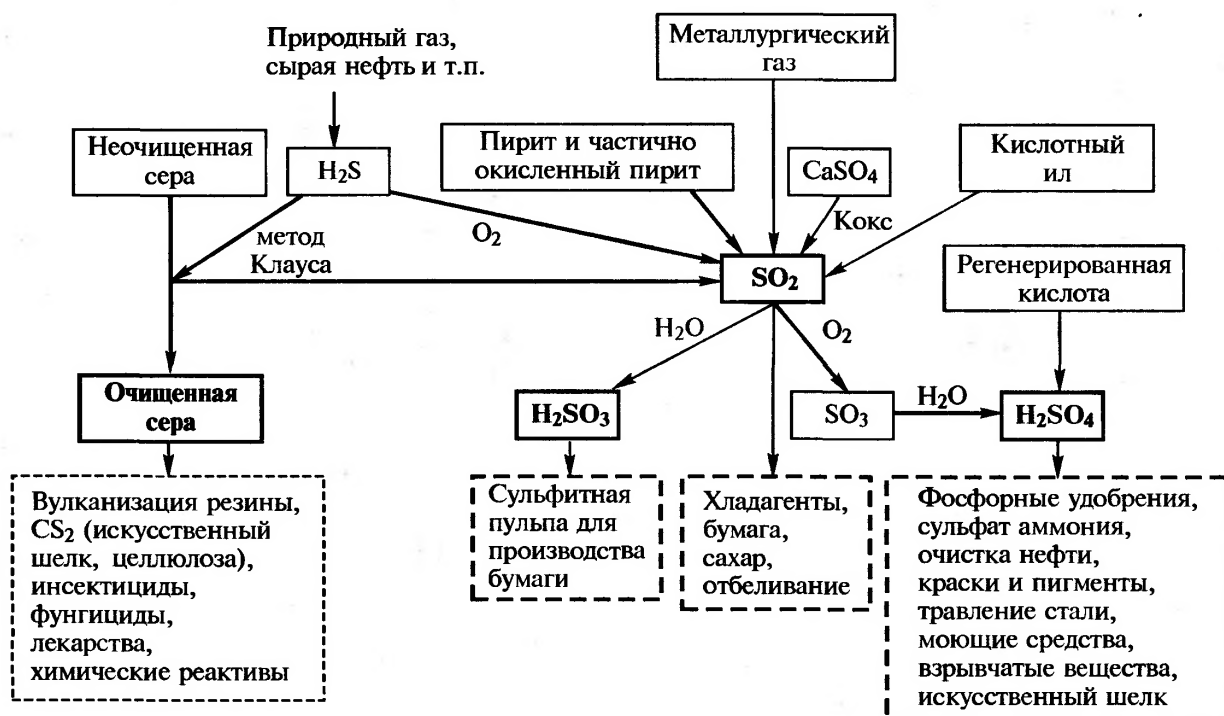 Природный газ,
сырая нефть и т.п.
Металлургический
газ
Неочищенная
сера
H₂S
Пирит и частично
окисленный пирит
CaSO₄
Кислотный
ил
Кокс
O₂
метод
Клауса
SO₂
Регенерированная
кислота
H₂O
O₂
Очищенная
сера
H₂SO₃
SO₃
H₂O
H₂SO₄
Вулканизация резины,
CS₂ (искусственный
шелк, целлюлоза),
инсектициды,
фунгициды,
лекарства,
химические реактивы
Сульфитная
пульпа для
производства
бумаги
Хладагенты,
бумага,
сахар,
отбеливание
Фосфорные удобрения,
сульфат аммония,
очистка нефти,
краски и пигменты,
травление стали,
моющие средства,
взрывчатые вещества,
искусственный шелк